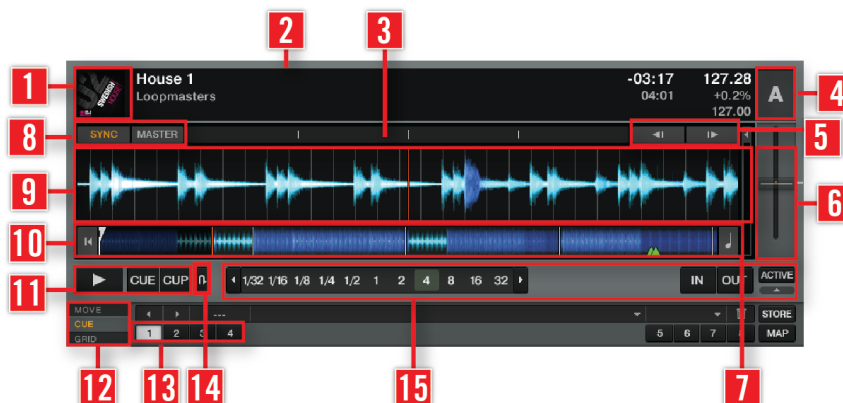 2 3
1 4
SWEDISH HOUSE
House 1 -03:17 127.28
Loopmasters 04:01 +0.2% A
127.00
8 SYNC MASTER 5
9 6
10
11 CUE CUP 1/32 1/16 1/8 1/4 1/2 1 2 4 8 16 32 IN OUT ACTIVE
MOVE --- STORE
CUE 1 2 3 4 5 6 7 MAP
GRID
12 13 14 15 7